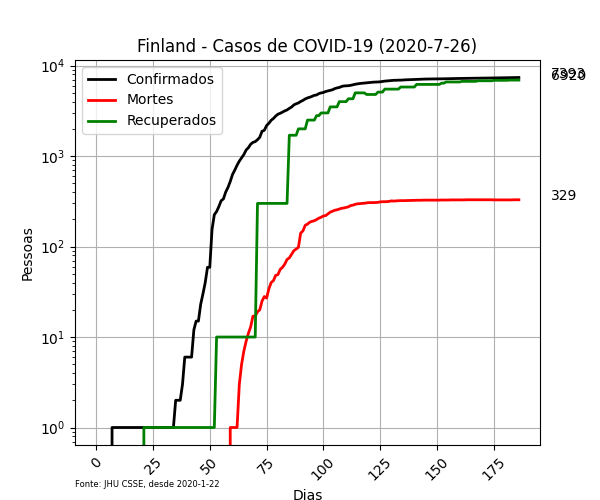 Finland - Casos de COVID-19 (2020-7-26)
Confirmados
Mortes
Recuperados
Pessoas
10⁴
10³
10²
10¹
10⁰
7393
6920
329
0
25
50
75
100
125
150
175
Dias
Fonte: JHU CSSE, desde 2020-1-22